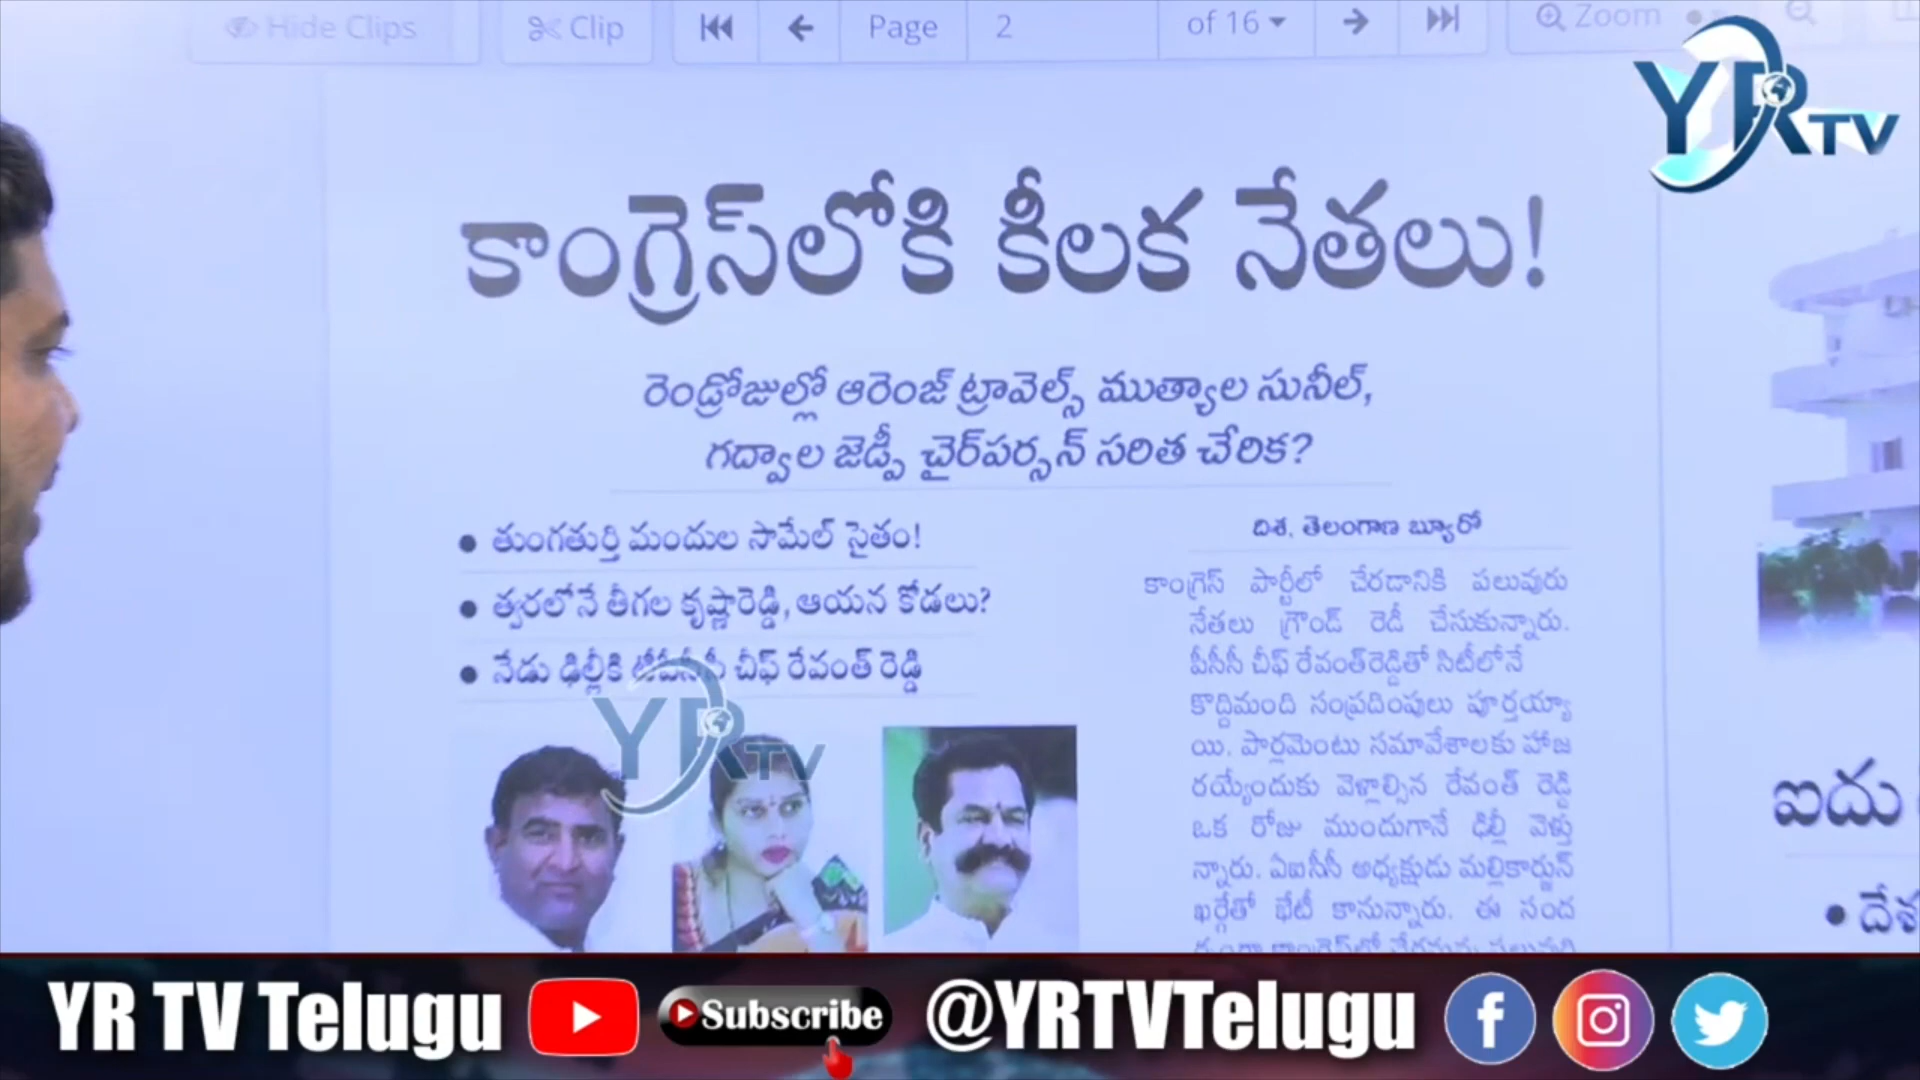 Hide Clips
Clip
Page 2 of 16
Zoom
YR TV
కాంగ్రెస్‌లోకి కీలక నేతలు!
రెండ్రోజుల్లో ఆరెంజ్ ట్రావెల్స్ ముత్యాల సునీల్,
గద్వాల జెడ్పీ చైర్‌పర్సన్ సరిత చేరిక?
• తుంగతుర్తి మందుల సామేల్ సైతం!
• త్వరలోనే తీగల కృష్ణారెడ్డి, ఆయన కోడలు?
• నేడు ఢిల్లీకి టీపీసీసీ చీఫ్ రేవంత్ రెడ్డి
YR TV
దిశ, తెలంగాణ బ్యూరో
కాంగ్రెస్ పార్టీలో చేరడానికి పలువురు
నేతలు గ్రౌండ్ రెడీ చేసుకున్నారు.
పీసీసీ చీఫ్ రేవంత్‌రెడ్డితో సిటీలోనే
కొద్దిమంది సంప్రదింపులు పూర్తయ్యా
యి. పార్లమెంటు సమావేశాలకు హాజ
రయ్యేందుకు వెళ్లాల్సిన రేవంత్ రెడ్డి
ఒక రోజు ముందుగానే ఢిల్లీ వెళ్తు
న్నారు. ఏఐసీసీ అధ్యక్షుడు మల్లికార్జున్
ఖర్గేతో భేటీ కానున్నారు. ఈ సంద
ఐదు
• దేశ
YR TV Telugu
Subscribe
@YRTVTelugu